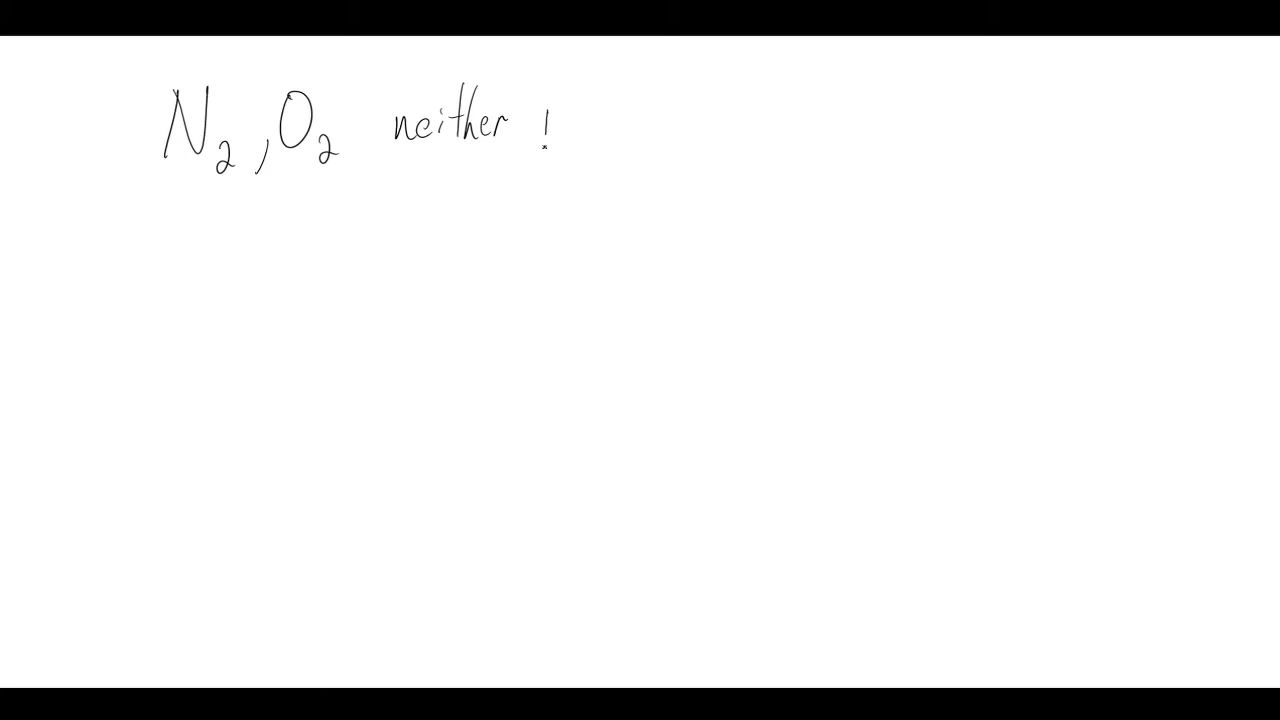 N₂, O₂ neither !